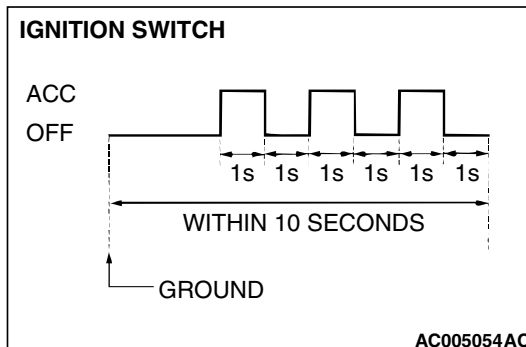 IGNITION SWITCH
ACC
OFF
1s 1s 1s 1s 1s 1s
WITHIN 10 SECONDS
GROUND
AC005054AC